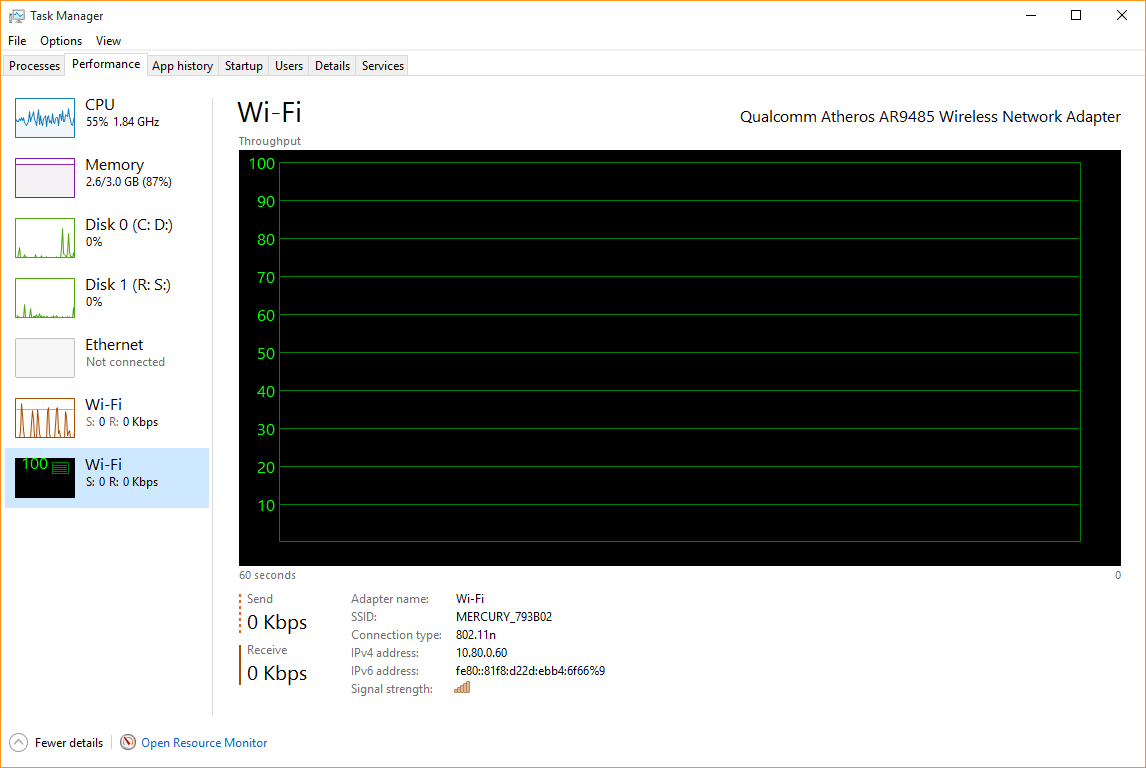 Task Manager
File Options View
Processes Performance App history Startup Users Details Services
CPU
55% 1.84 GHz
Memory
2.6/3.0 GB (87%)
Disk 0 (C: D:)
0%
Disk 1 (R: S:)
0%
Ethernet
Not connected
Wi-Fi
S: 0 R: 0 Kbps
100
Wi-Fi
S: 0 R: 0 Kbps
Wi-Fi
Qualcomm Atheros AR9485 Wireless Network Adapter
Throughput
100
90
80
70
60
50
40
30
20
10
60 seconds 0
Send
0 Kbps
Receive
0 Kbps
Adapter name: Wi-Fi
SSID: MERCURY_793B02
Connection type: 802.11n
IPv4 address: 10.80.0.60
IPv6 address: fe80::81f8:d22d:ebb4:6f66%9
Signal strength:
Fewer details Open Resource Monitor